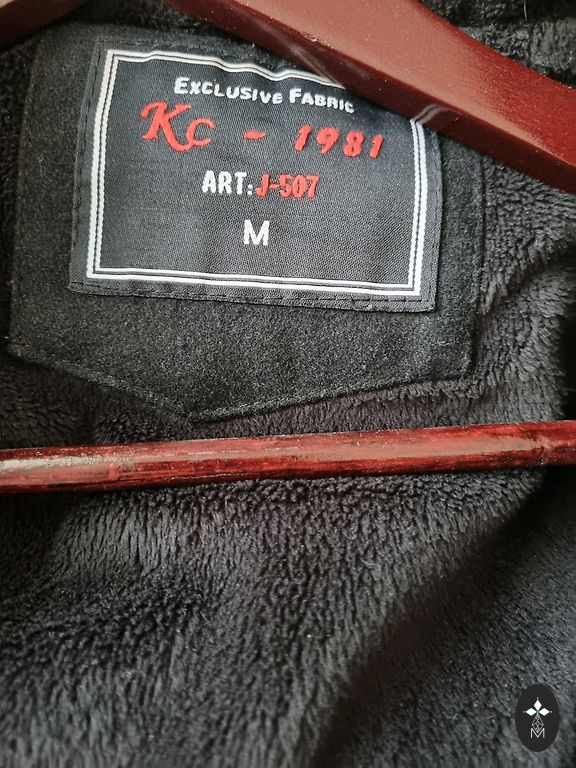 EXCLUSIVE FABRIC
KC - 1981
ART:J-507
M
M